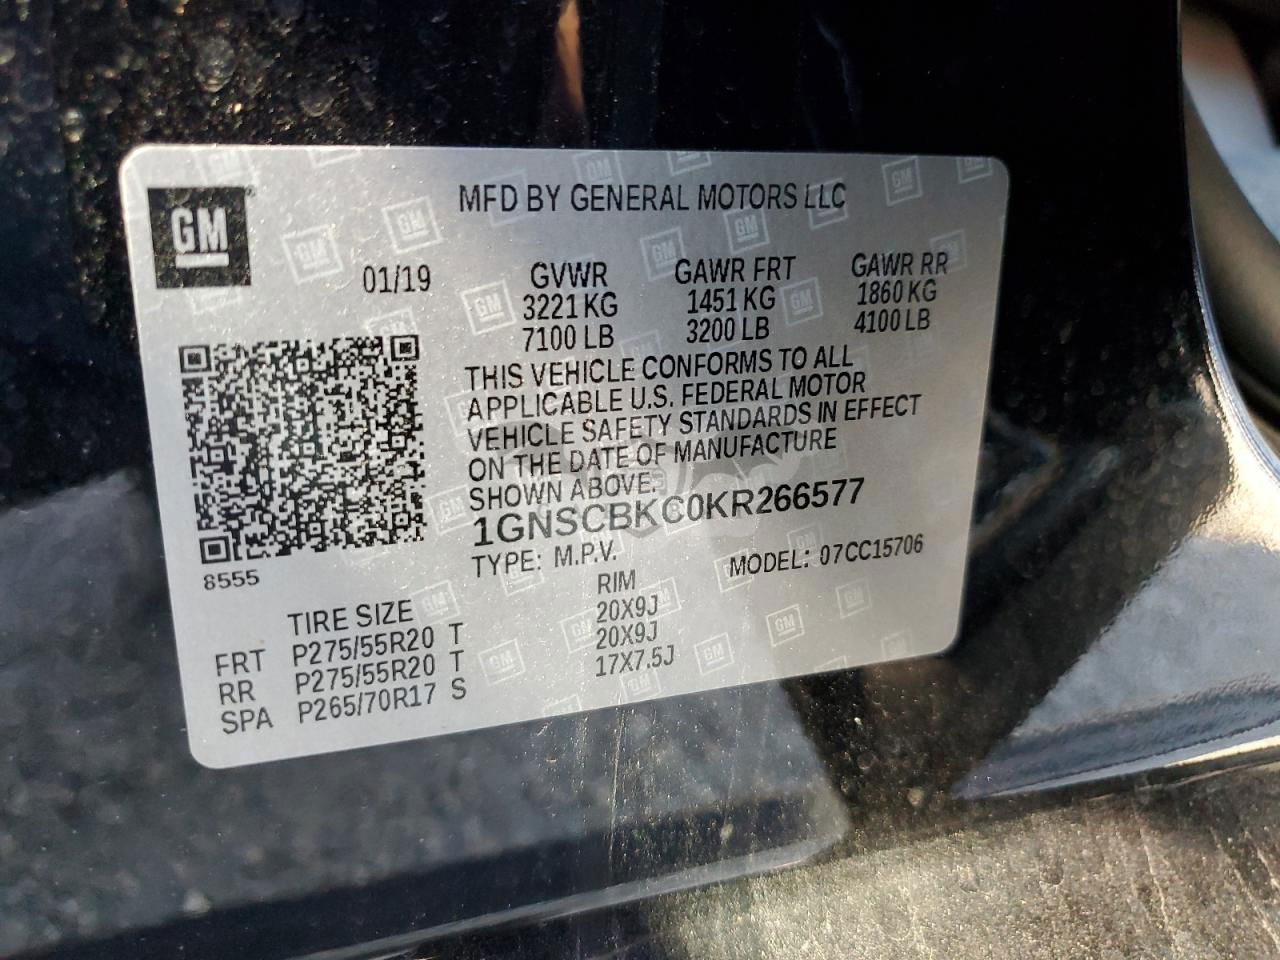 GM
MFD BY GENERAL MOTORS LLC
01/19
GVWR GAWR FRT GAWR RR
3221 KG 1451 KG 1860 KG
7100 LB 3200 LB 4100 LB
THIS VEHICLE CONFORMS TO ALL
APPLICABLE U.S. FEDERAL MOTOR
VEHICLE SAFETY STANDARDS IN EFFECT
ON THE DATE OF MANUFACTURE
SHOWN ABOVE.
1GNSCBKC0KR266577
TYPE: M.P.V. MODEL: 07CC15706
8555
TIRE SIZE RIM
FRT P275/55R20 T 20X9J
RR P275/55R20 T 20X9J
SPA P265/70R17 S 17X7.5J